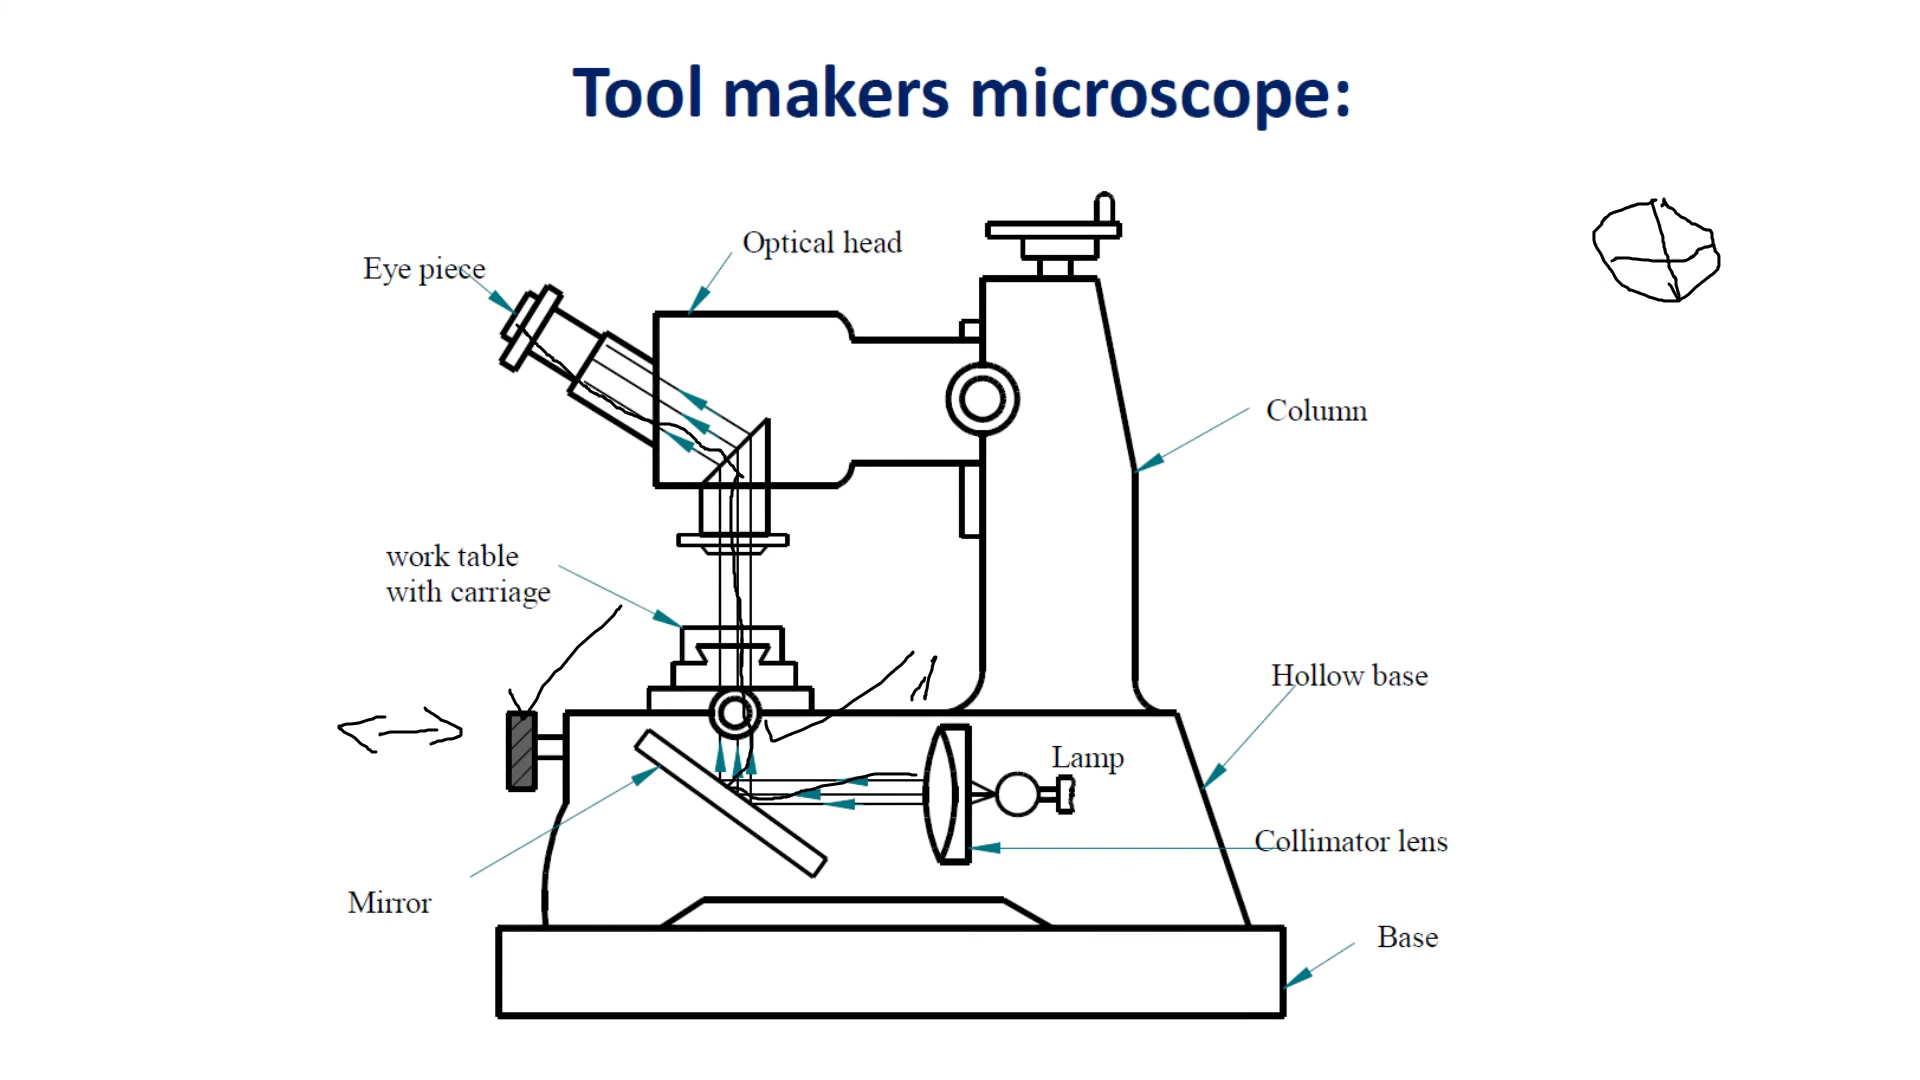 Tool makers microscope:
Optical head
Eye piece
Column
work table
with carriage
Hollow base
Lamp
Collimator lens
Mirror
Base